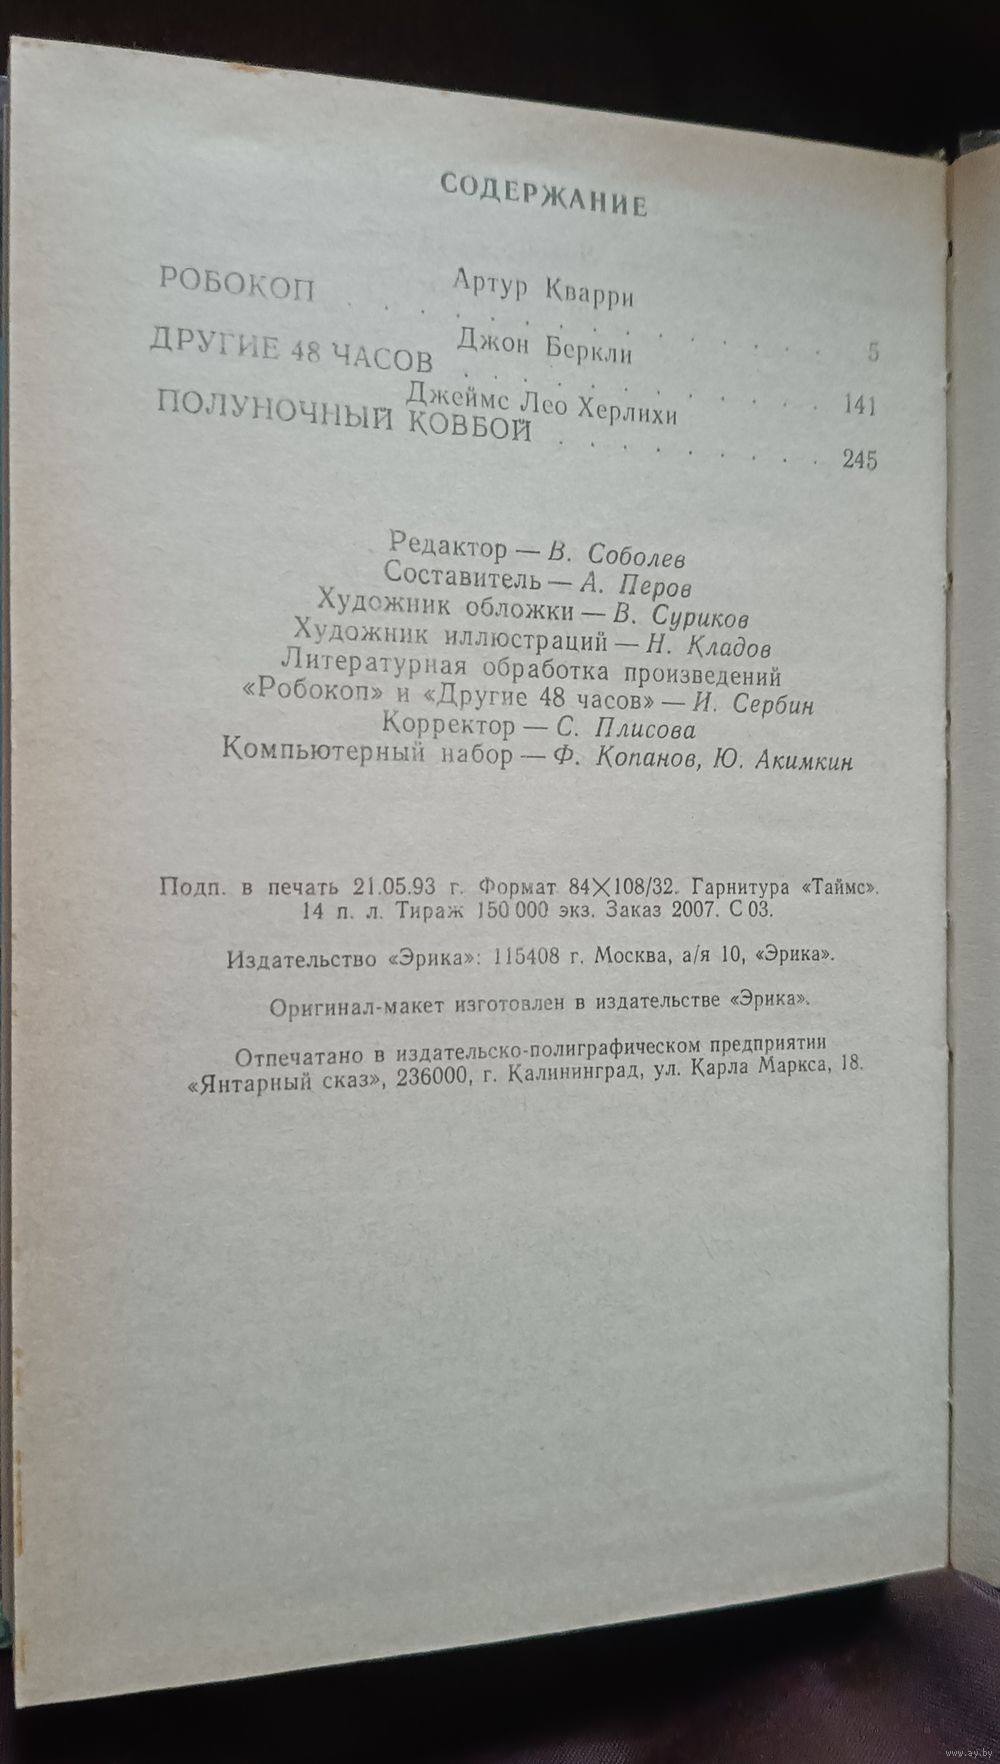 СОДЕРЖАНИЕ
Артур Кварри
РОБОКОП . . . . . . . . . . . . . 5
Джон Беркли
ДРУГИЕ 48 ЧАСОВ . . . . . . . . . . . 141
Джеймс Лео Херлихи
ПОЛУНОЧНЫЙ КОВБОЙ . . . . . . . . . 245
Редактор — В. Соболев
Составитель — А. Перов
Художник обложки — В. Суриков
Художник иллюстраций — Н. Кладов
Литературная обработка произведений
«Робокоп» и «Другие 48 часов» — И. Сербин
Корректор — С. Плисова
Компьютерный набор — Ф. Копанов, Ю. Акимкин
Подп. в печать 21.05.93 г. Формат 84×108/32. Гарнитура «Таймс».
14 п. л. Тираж 150 000 экз. Заказ 2007. С 03.
Издательство «Эрика»: 115408 г. Москва, а/я 10, «Эрика».
Оригинал-макет изготовлен в издательстве «Эрика».
Отпечатано в издательско-полиграфическом предприятии
«Янтарный сказ», 236000, г. Калининград, ул. Карла Маркса, 18.
www.ay.by